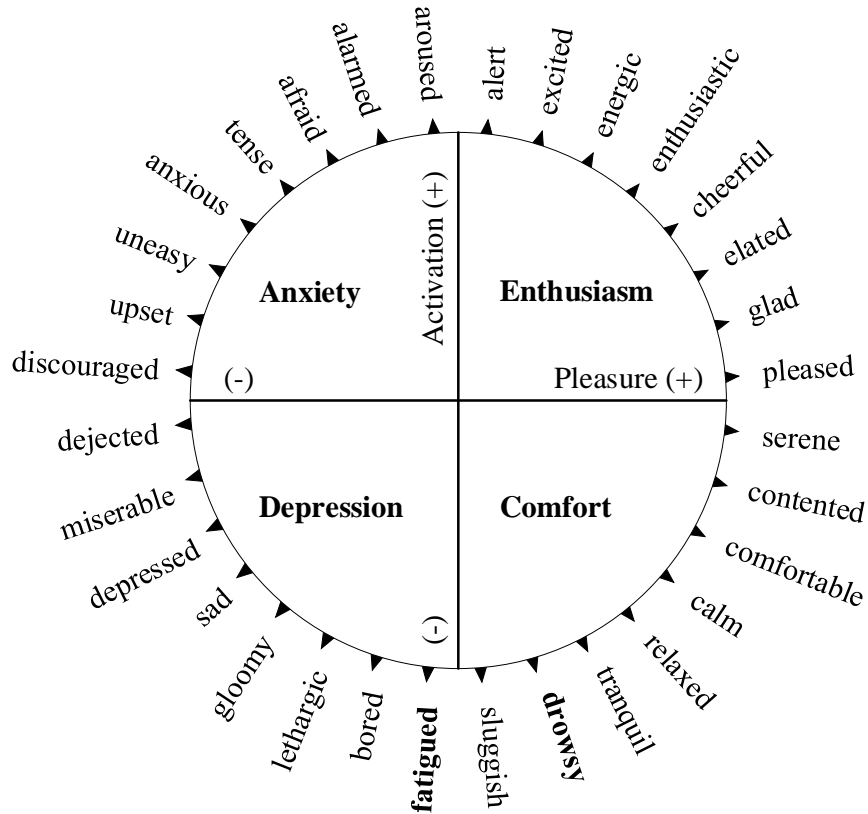 aroused
alert
alarmed
excited
afraid
energic
tense
enthusiastic
anxious
cheerful
uneasy
elated
upset
glad
discouraged
pleased
Activation (+)
Anxiety
Enthusiasm
(-)
Pleasure (+)
dejected
serene
miserable
contented
Depression
Comfort
depressed
comfortable
sad
calm
(-)
gloomy
relaxed
lethargic
tranquil
bored
drowsy
fatigued
sluggish